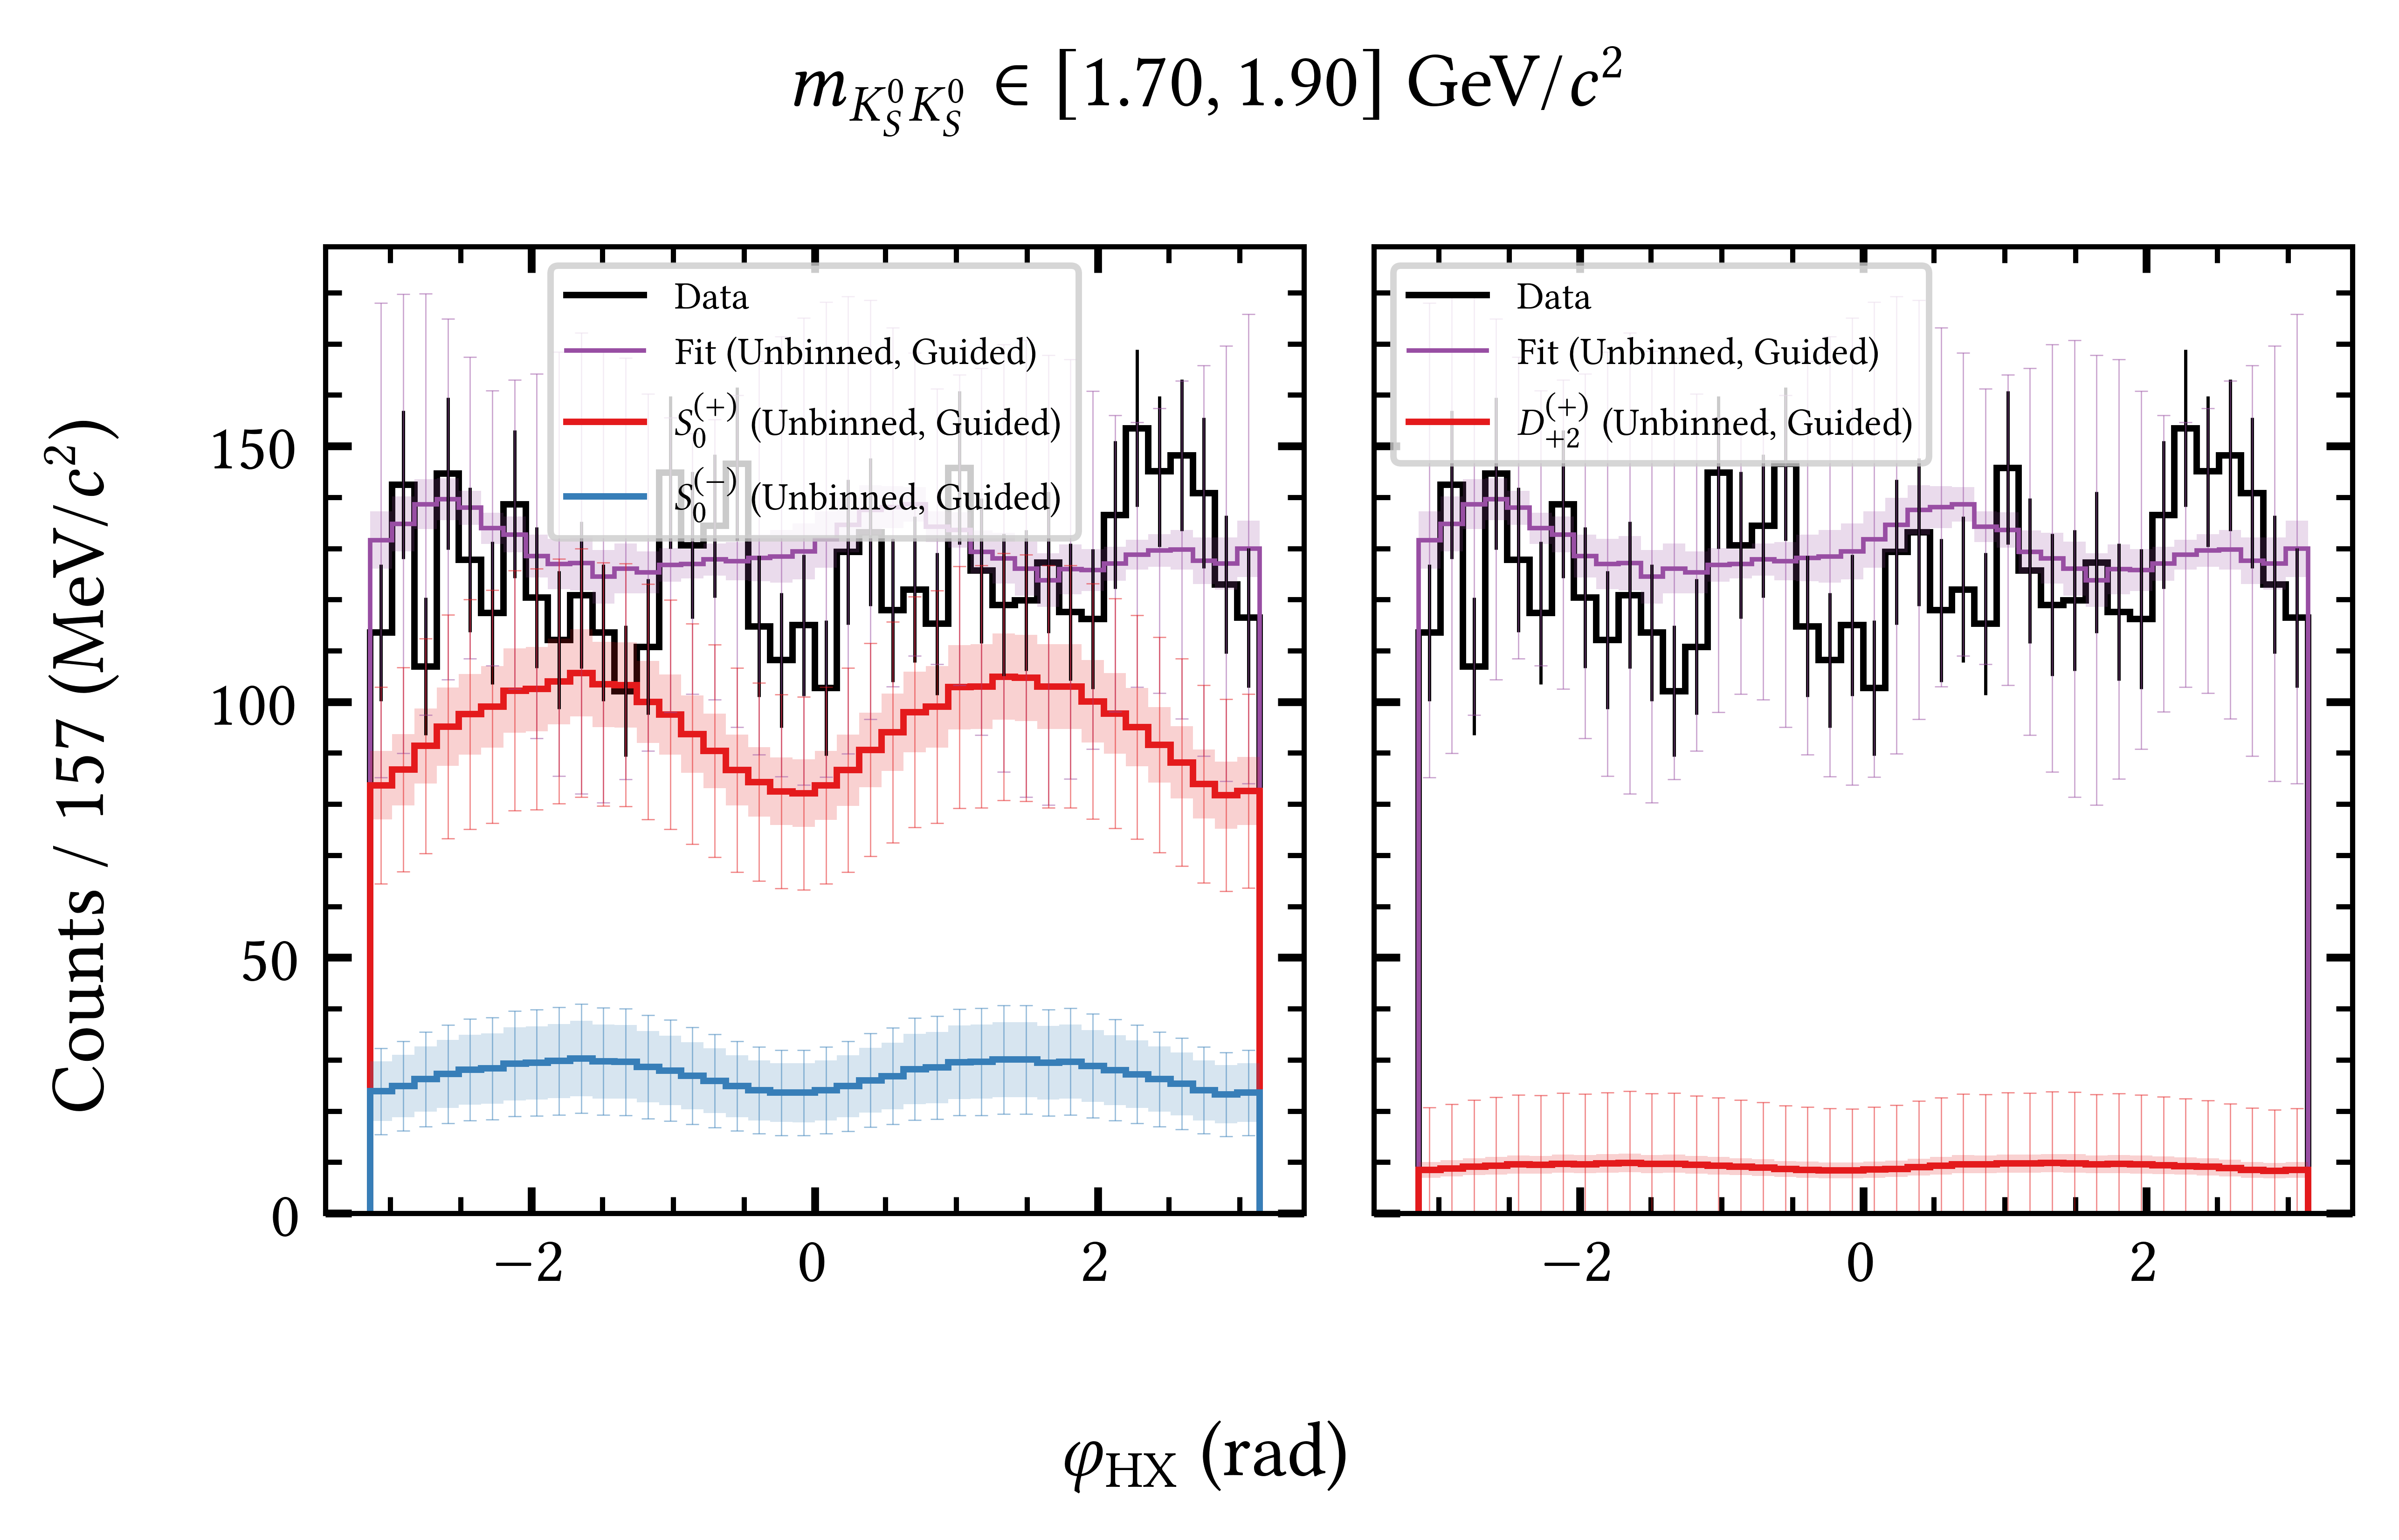 m_{K_S^0 K_S^0} ∈ [1.70, 1.90] GeV/c^2
Counts / 157 (MeV/c^2)
150
100
50
0
Data
Fit (Unbinned, Guided)
S_0^{(+)} (Unbinned, Guided)
S_0^{(−)} (Unbinned, Guided)
−2 0 2
Data
Fit (Unbinned, Guided)
D_{+2}^{(+)} (Unbinned, Guided)
−2 0 2
φ_{HX} (rad)